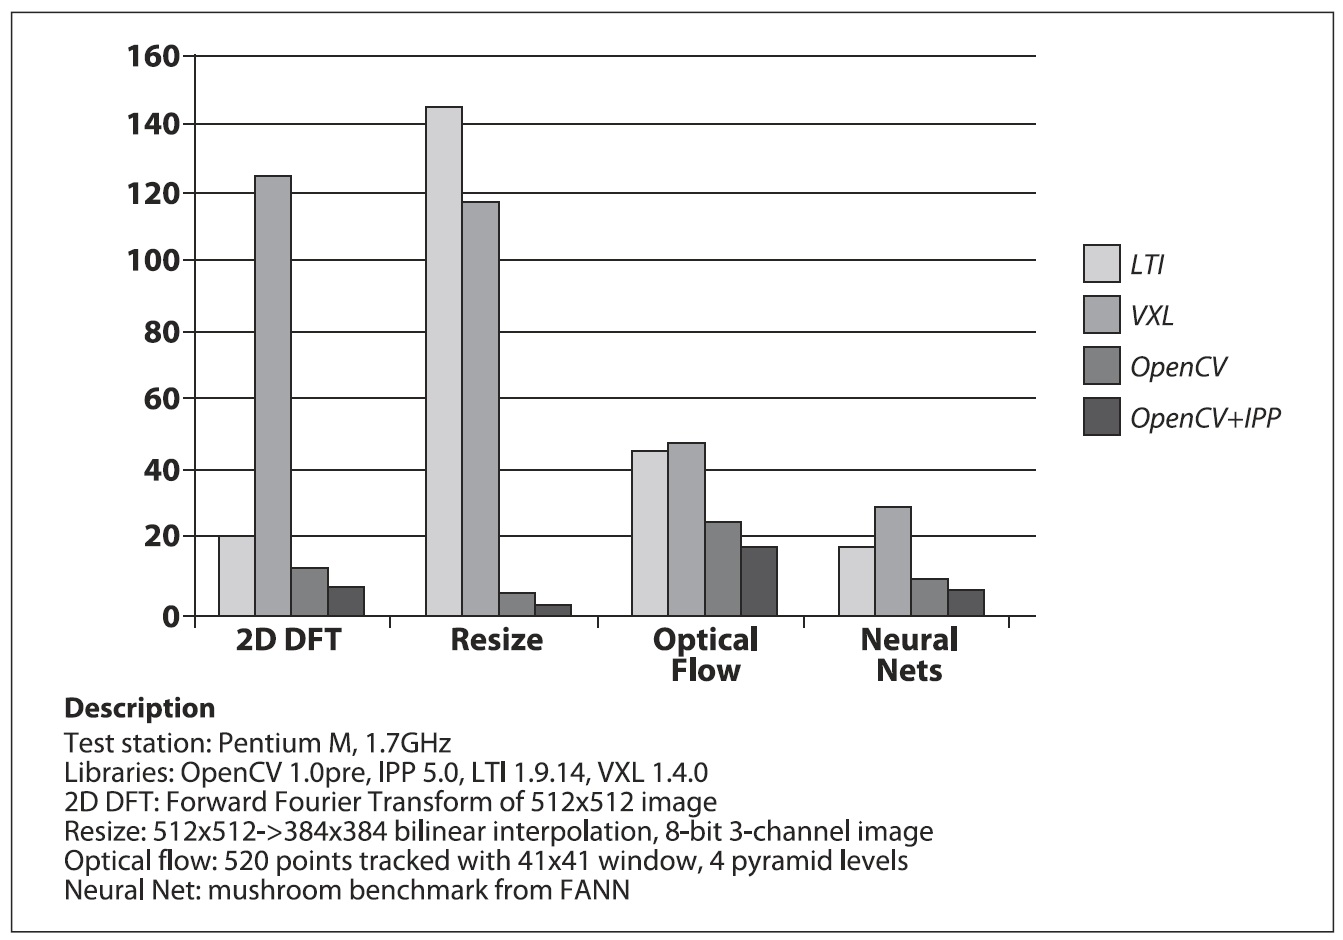 160
140
120
100
80
60
40
20
0
2D DFT
Resize
Optical
Flow
Neural
Nets
LTI
VXL
OpenCV
OpenCV+IPP
Description
Test station: Pentium M, 1.7GHz
Libraries: OpenCV 1.0pre, IPP 5.0, LTI 1.9.14, VXL 1.4.0
2D DFT: Forward Fourier Transform of 512x512 image
Resize: 512x512->384x384 bilinear interpolation, 8-bit 3-channel image
Optical flow: 520 points tracked with 41x41 window, 4 pyramid levels
Neural Net: mushroom benchmark from FANN